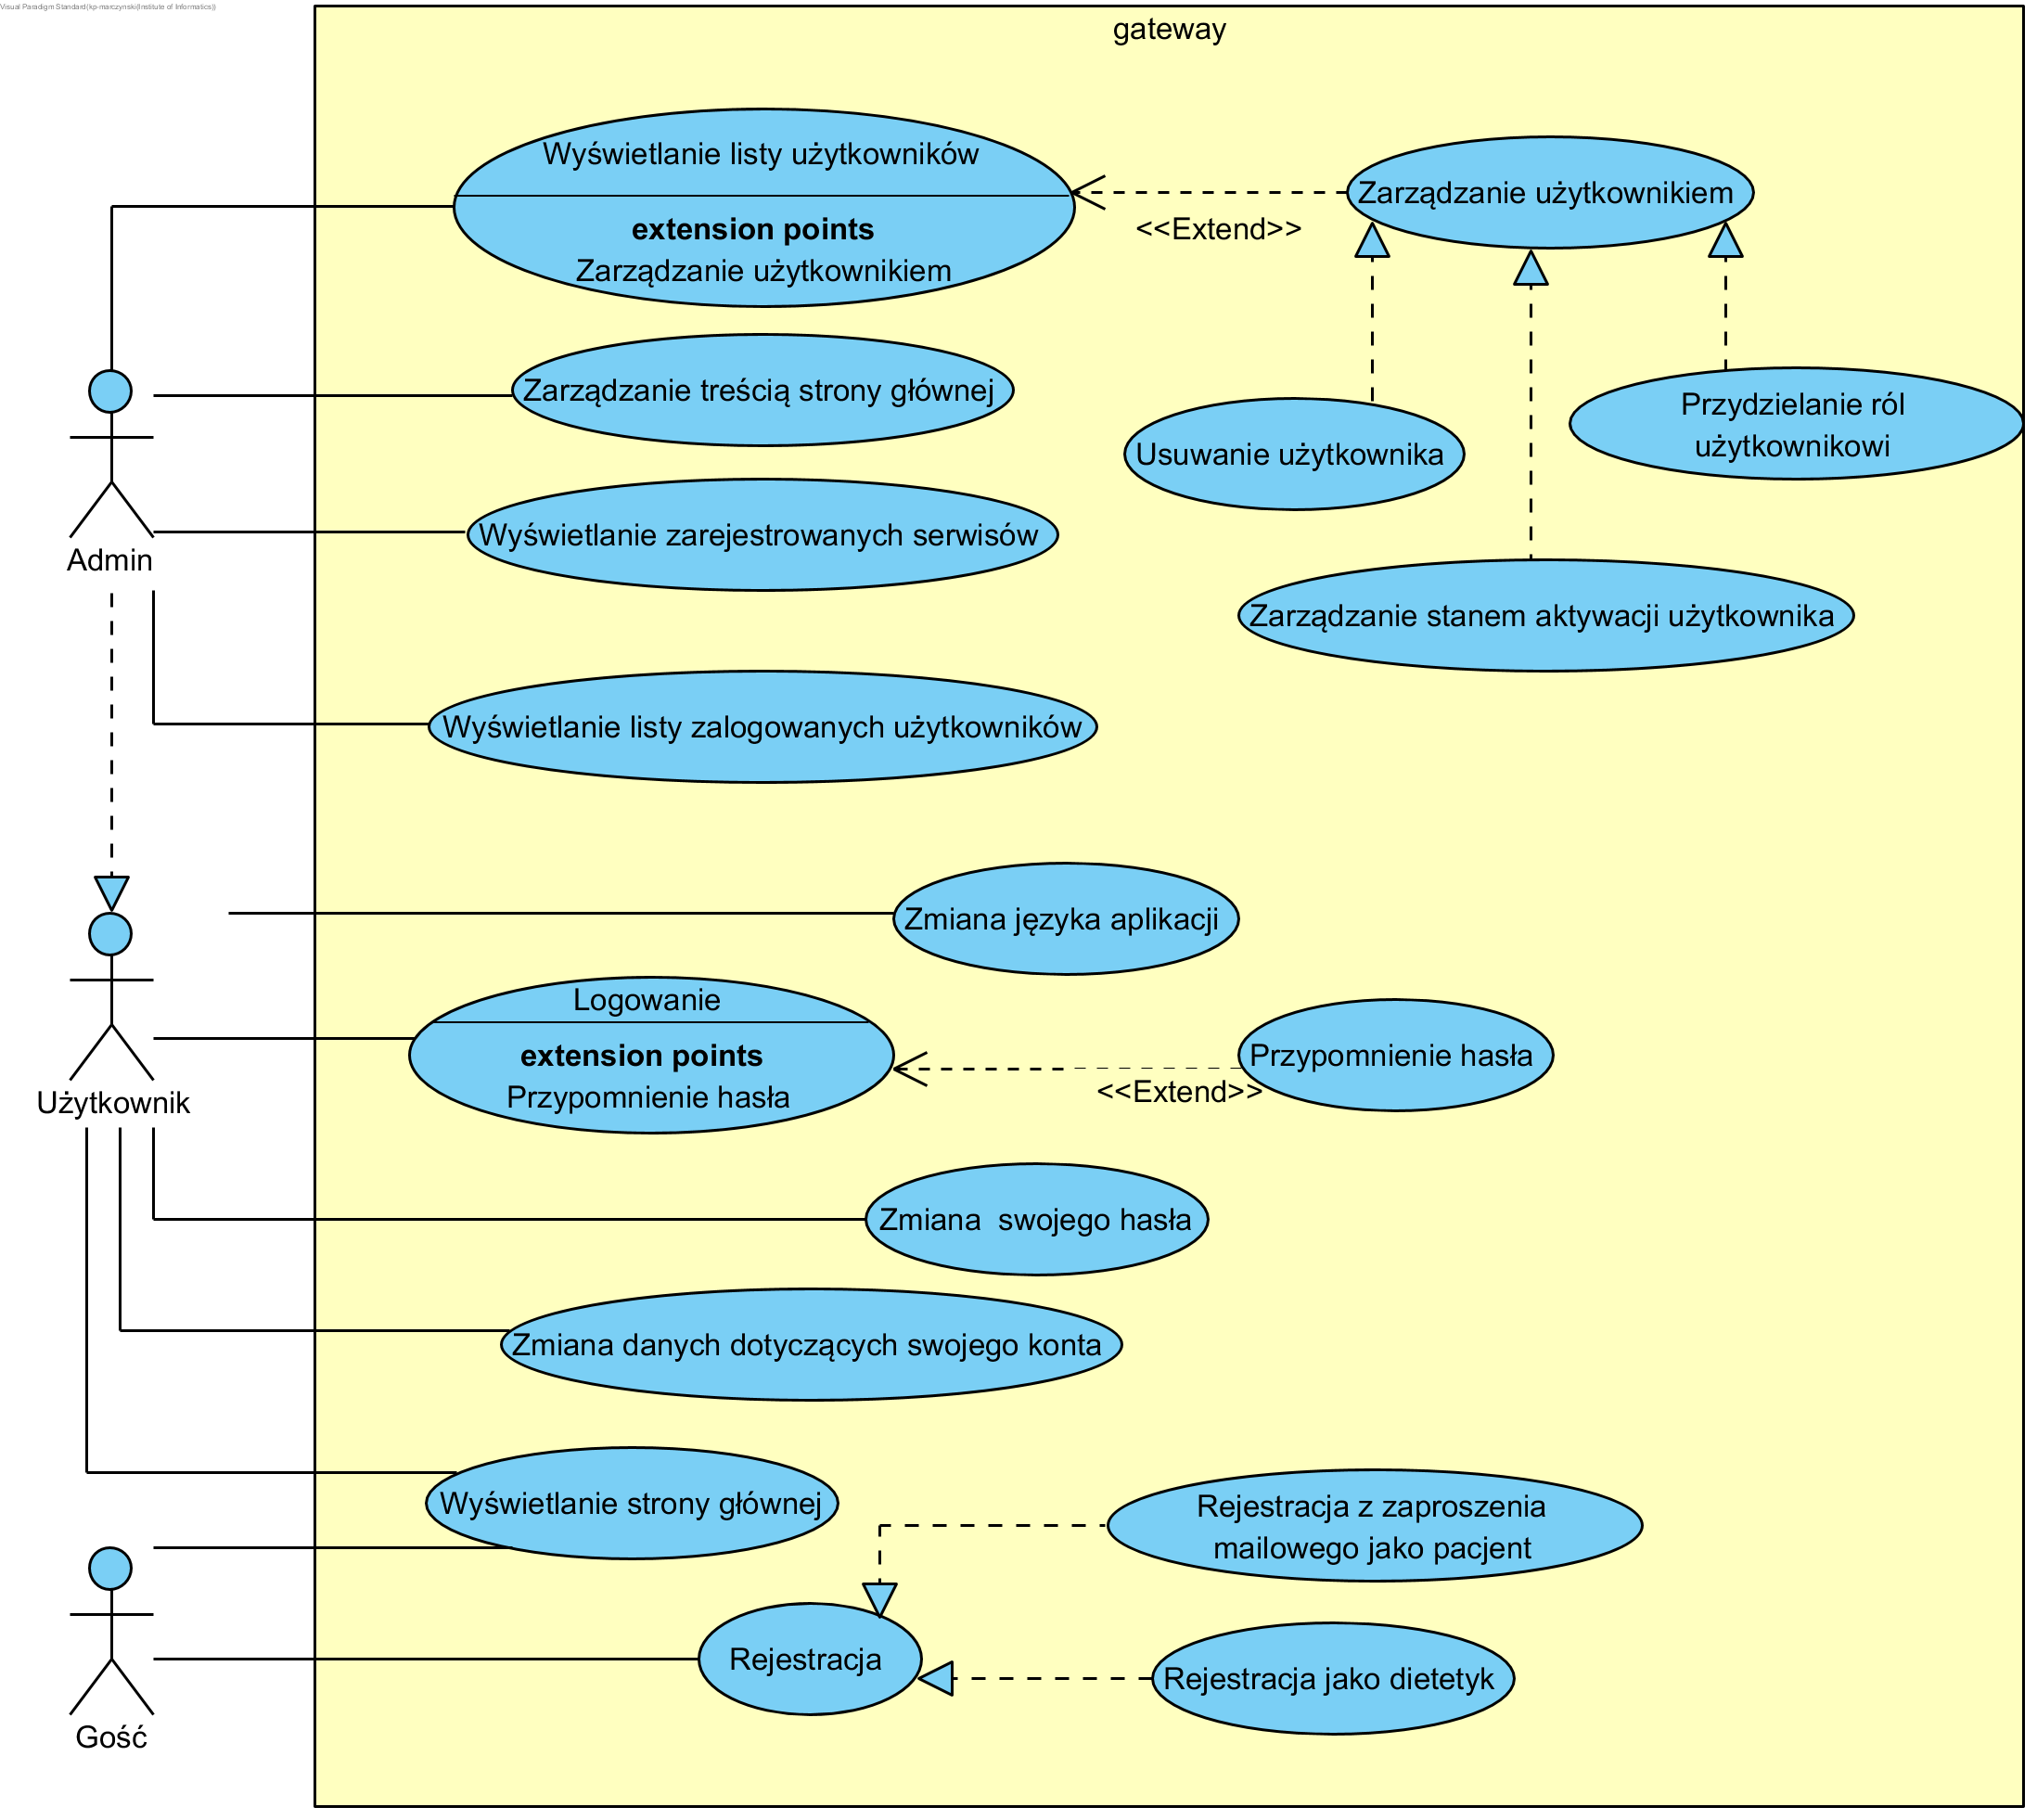 Visual Paradigm Standard(kp-marczynski(Institute of Informatics))
gateway
Wyświetlanie listy użytkowników
extension points
Zarządzanie użytkownikiem
<<Extend>>
Zarządzanie użytkownikiem
Zarządzanie treścią strony głównej
Usuwanie użytkownika
Przydzielanie ról
użytkownikowi
Wyświetlanie zarejestrowanych serwisów
Admin
Zarządzanie stanem aktywacji użytkownika
Wyświetlanie listy zalogowanych użytkowników
Zmiana języka aplikacji
Logowanie
extension points
Przypomnienie hasła
<<Extend>>
Przypomnienie hasła
Użytkownik
Zmiana  swojego hasła
Zmiana danych dotyczących swojego konta
Wyświetlanie strony głównej
Rejestracja z zaproszenia
mailowego jako pacjent
Rejestracja
Rejestracja jako dietetyk
Gość